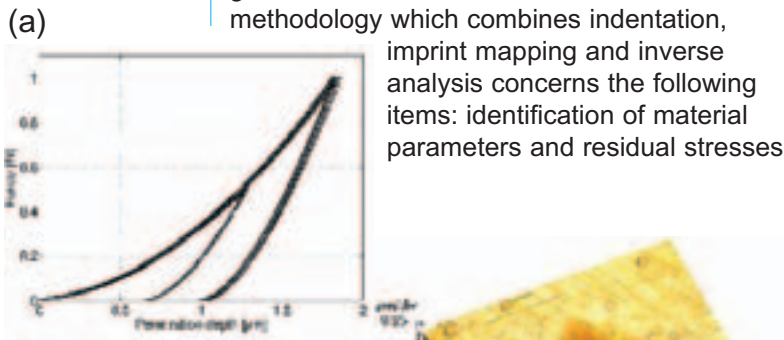 (a)
methodology which combines indentation,
imprint mapping and inverse
analysis concerns the following
items: identification of material
parameters and residual stresses
1
0.8
0.6
0.4
0.2
0
0 0.5 1 1.5 2
Penetration depth [μm]